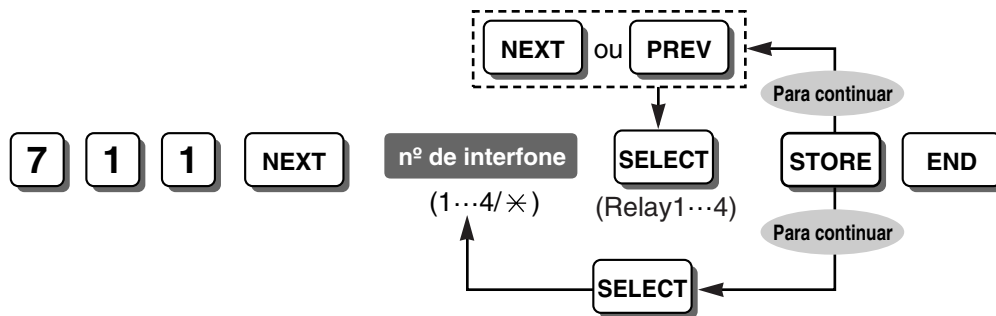 NEXT ou PREV
Para continuar
7 1 1 NEXT nº de interfone SELECT STORE END
(1···4/✳) (Relay1···4)
Para continuar
SELECT